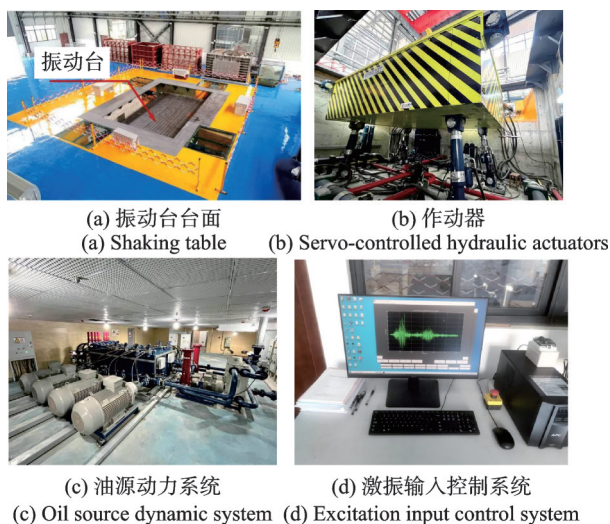 振动台
(a) 振动台台面
(a) Shaking table
(b) 作动器
(b) Servo-controlled hydraulic actuators
(c) 油源动力系统
(c) Oil source dynamic system
(d) 激振输入控制系统
(d) Excitation input control system